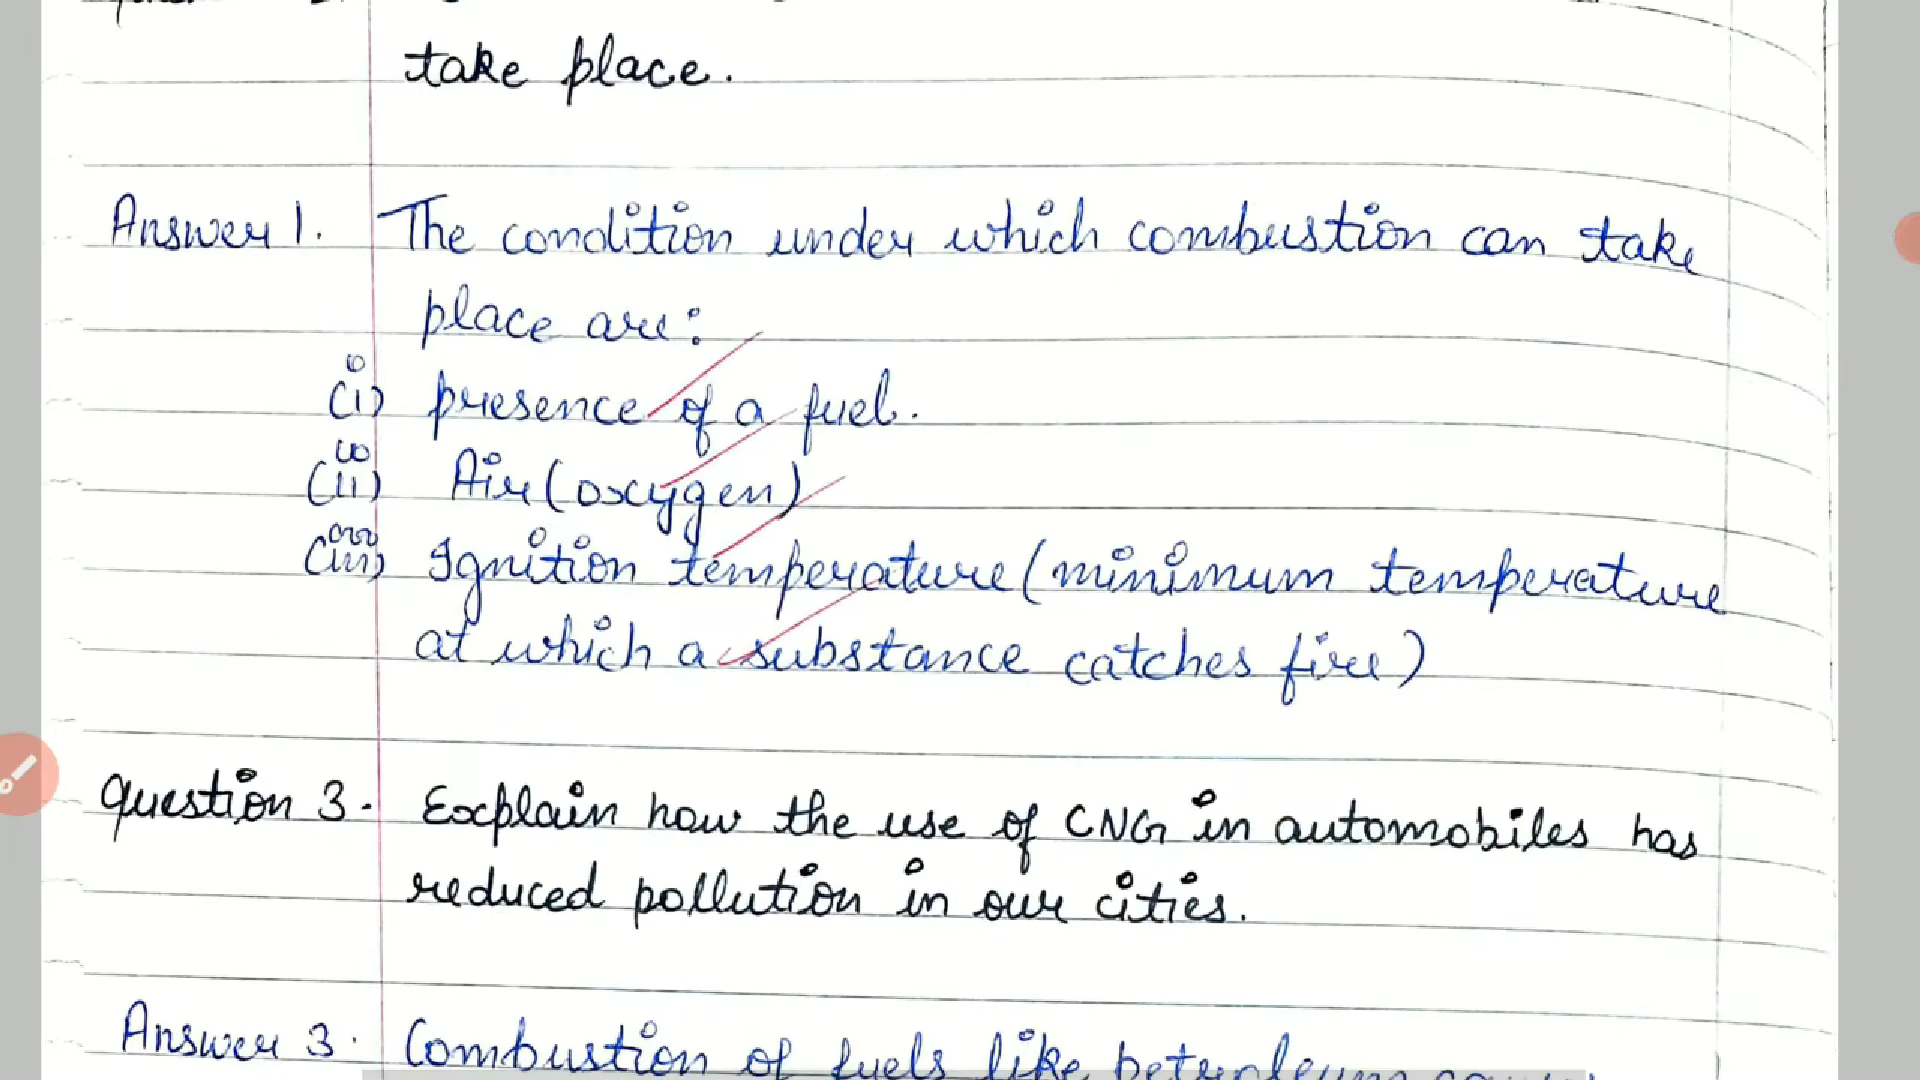 take place.
Answer 1. The condition under which combustion can take
place are:
(i) presence of a fuel.
(ii) Air (oxygen)
(iii) Ignition temperature (minimum temperature
at which a substance catches fire)
Question 3. Explain how the use of CNG in automobiles has
reduced pollution in our cities.
Answer 3. Combustion of fuels like petroleum